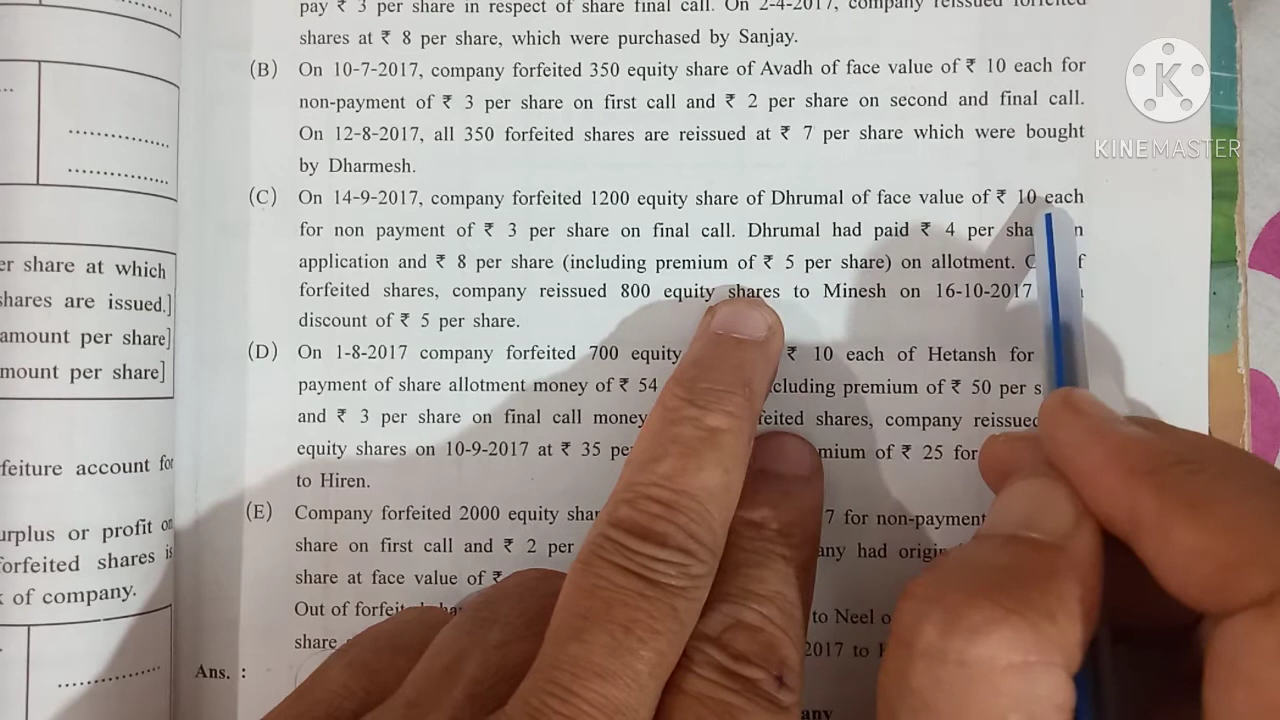 pay ₹ 3 per share in respect of share final call. On 2-4-2017, company reissued forfeited
shares at ₹ 8 per share, which were purchased by Sanjay.
(B) On 10-7-2017, company forfeited 350 equity share of Avadh of face value of ₹ 10 each for
non-payment of ₹ 3 per share on first call and ₹ 2 per share on second and final call.
On 12-8-2017, all 350 forfeited shares are reissued at ₹ 7 per share which were bought
by Dharmesh.
(C) On 14-9-2017, company forfeited 1200 equity share of Dhrumal of face value of ₹ 10 each
for non payment of ₹ 3 per share on final call. Dhrumal had paid ₹ 4 per
application and ₹ 8 per share (including premium of ₹ 5 per share) on allotment.
forfeited shares, company reissued 800 equity shares to Minesh on 16-10-2017
discount of ₹ 5 per share.
(D) On 1-8-2017 company forfeited 700 equity ₹ 10 each of Hetansh for
payment of share allotment money of ₹ 54 premium of ₹ 50 per
and ₹ 3 per share on final call money shares, company reissued
equity shares on 10-9-2017 at ₹ 35 of ₹ 25 for
to Hiren.
(E) Company forfeited 2000 equity 7 for non-payment
share on first call and ₹ 2 per had
share at face value of ₹
Out of to Neel
share 2017 to
Ans. :
er share at which
shares are issued.]
amount per share]
mount per share]
feiture account for
urplus or profit on
orfeited shares is
of company.
KINEMASTER